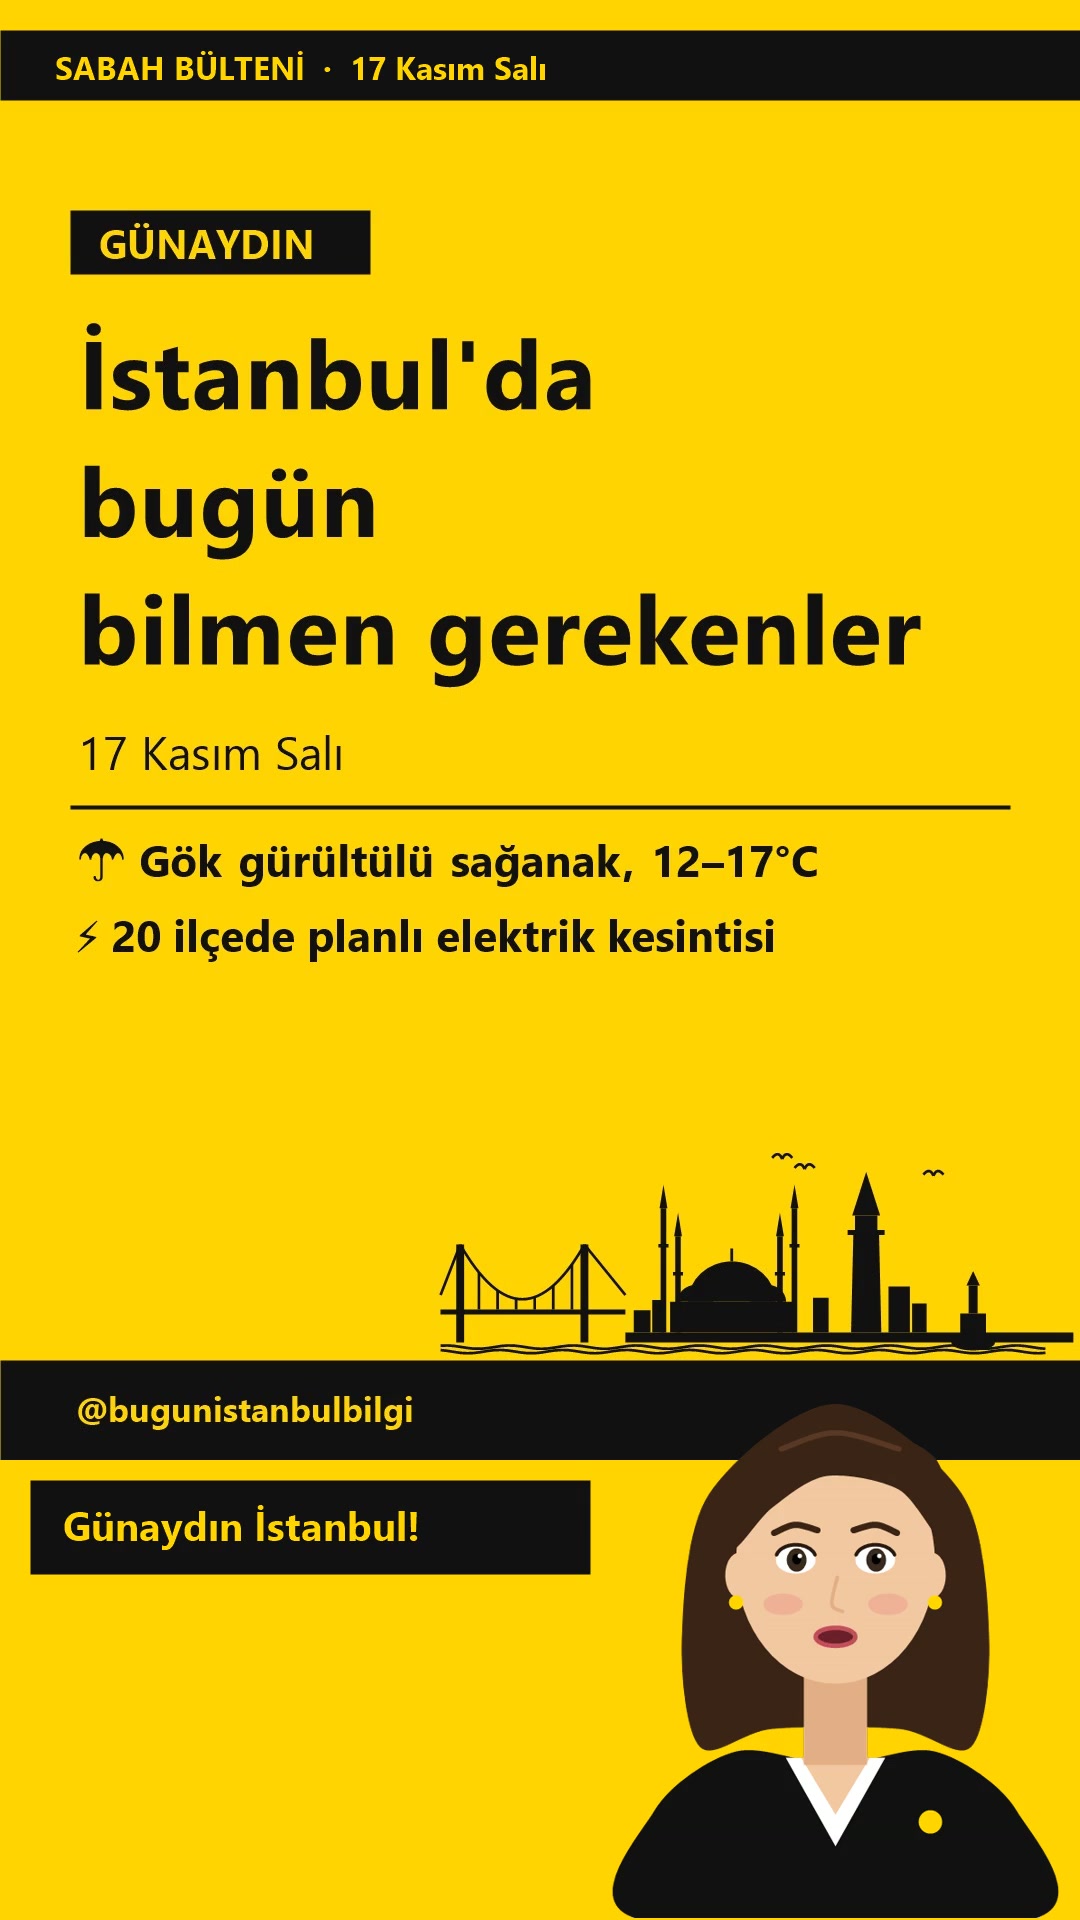 SABAH BÜLTENİ · 17 Kasım Salı
GÜNAYDIN
İstanbul'da
bugün
bilmen gerekenler
17 Kasım Salı
☂ Gök gürültülü sağanak, 12–17°C
⚡ 20 ilçede planlı elektrik kesintisi
@bugunistanbulbilgi
Günaydın İstanbul!